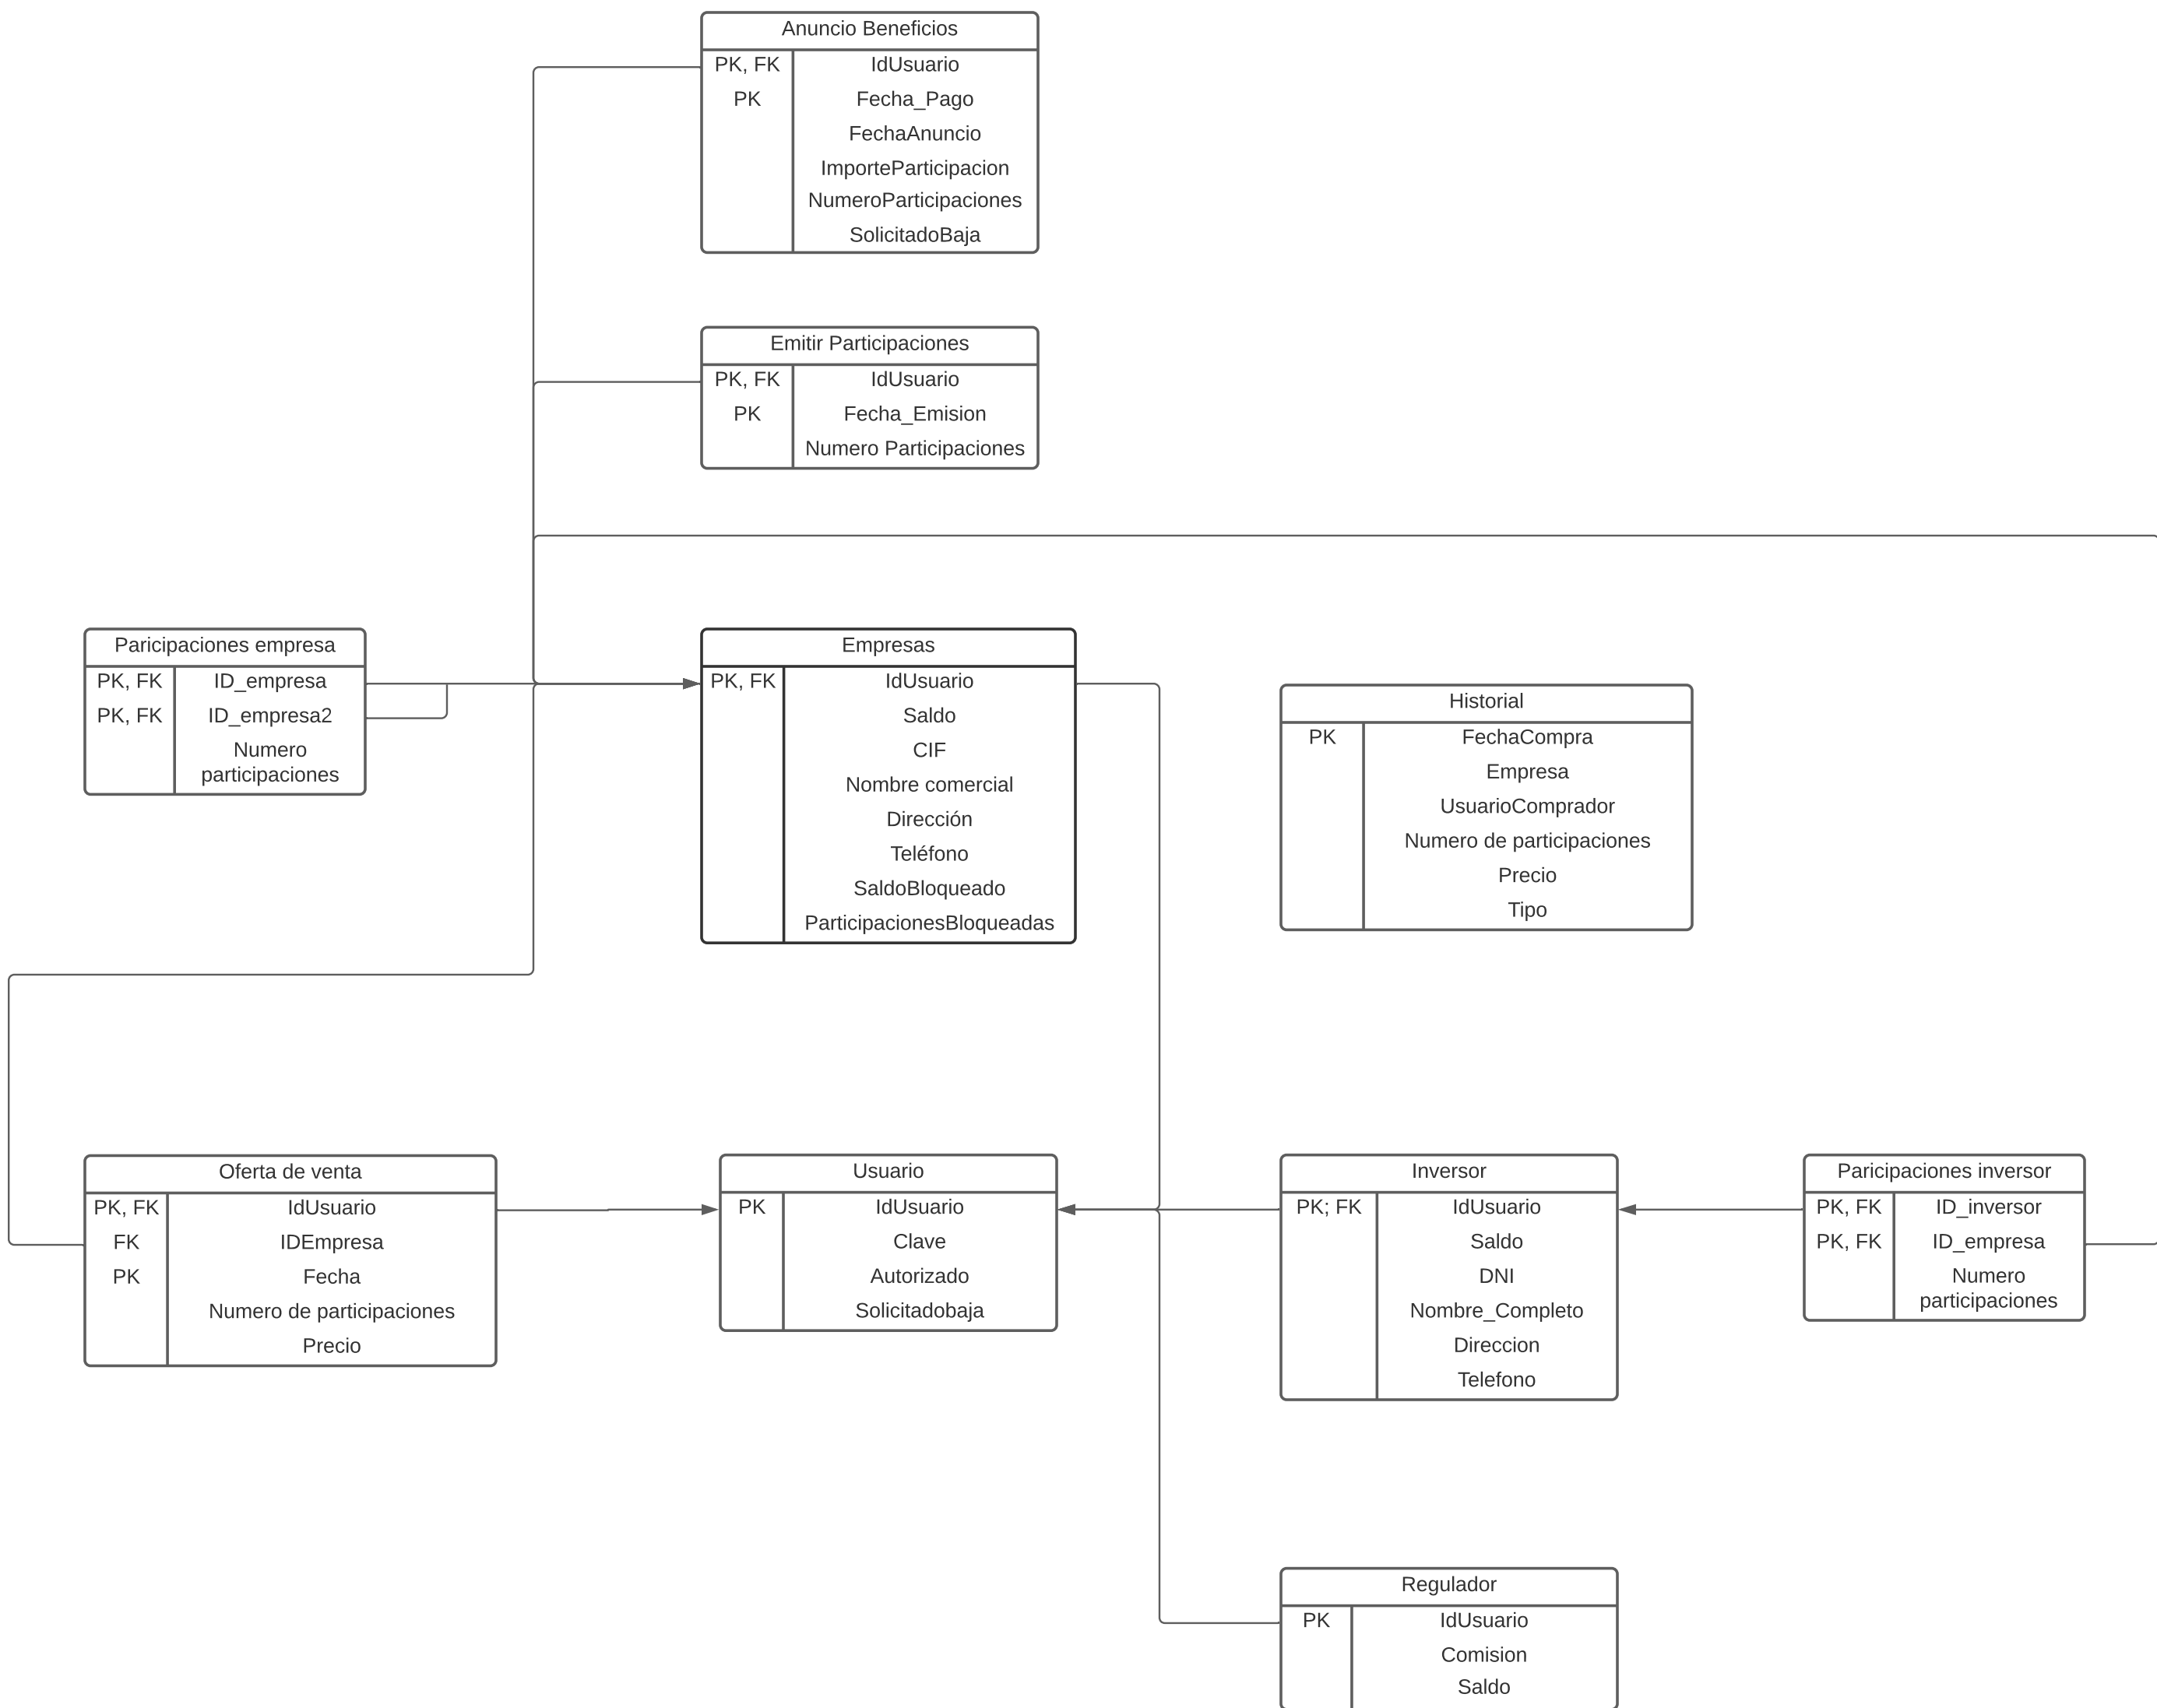 Anuncio Beneficios
PK, FK IdUsuario
PK Fecha_Pago
FechaAnuncio
ImporteParticipacion
NumeroParticipaciones
SolicitadoBaja
Emitir Participaciones
PK, FK IdUsuario
PK Fecha_Emision
Numero Participaciones
Paricipaciones empresa
PK, FK ID_empresa
PK, FK ID_empresa2
Numero
participaciones
Empresas
PK, FK IdUsuario
Saldo
CIF
Nombre comercial
Dirección
Teléfono
SaldoBloqueado
ParticipacionesBloqueadas
Historial
PK FechaCompra
Empresa
UsuarioComprador
Numero de participaciones
Precio
Tipo
Oferta de venta
PK, FK IdUsuario
FK IDEmpresa
PK Fecha
Numero de participaciones
Precio
Usuario
PK IdUsuario
Clave
Autorizado
Solicitadobaja
Inversor
PK; FK IdUsuario
Saldo
DNI
Nombre_Completo
Direccion
Telefono
Paricipaciones inversor
PK, FK ID_inversor
PK, FK ID_empresa
Numero
participaciones
Regulador
PK IdUsuario
Comision
Saldo